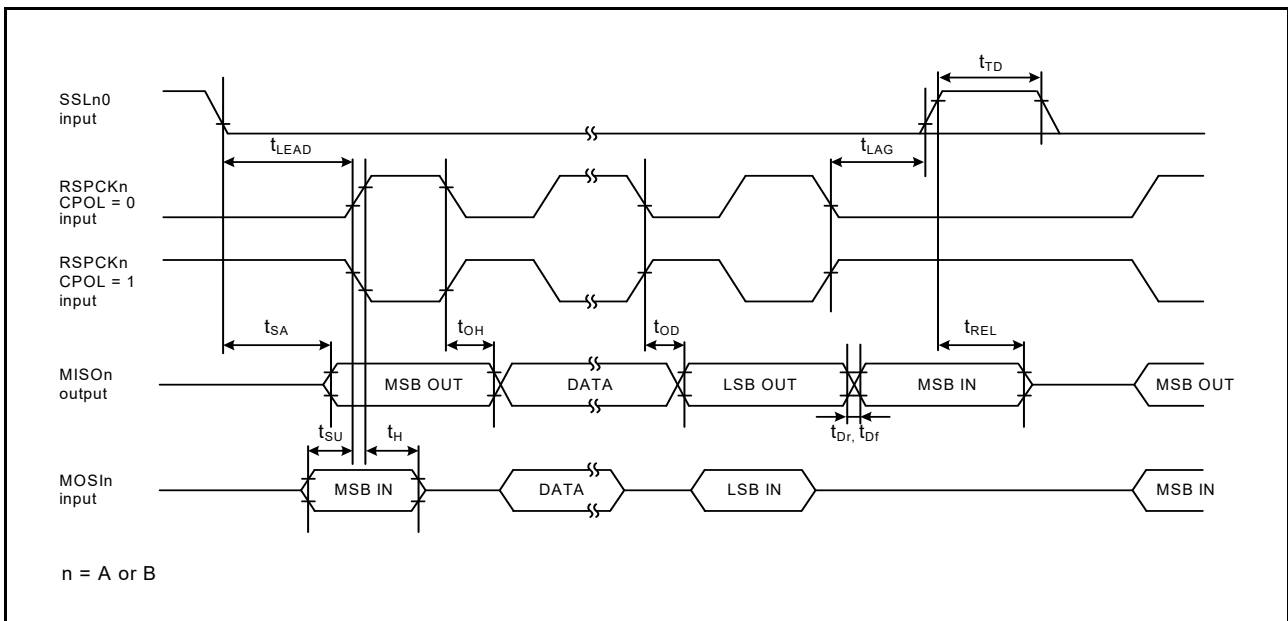 tTD
SSLn0
input
tLEAD
tLAG
RSPCKn
CPOL = 0
input
RSPCKn
CPOL = 1
input
tSA
tOH
tOD
tREL
MISOn
output
MSB OUT
DATA
LSB OUT
MSB IN
MSB OUT
tSU
tH
tDr, tDf
MOSIn
input
MSB IN
DATA
LSB IN
MSB IN
n = A or B